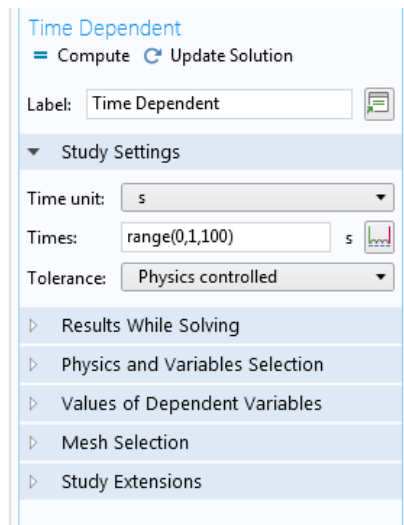 Time Dependent
= Compute Update Solution
Label: Time Dependent
Study Settings
Time unit: s
Times: range(0,1,100) s
Tolerance: Physics controlled
Results While Solving
Physics and Variables Selection
Values of Dependent Variables
Mesh Selection
Study Extensions